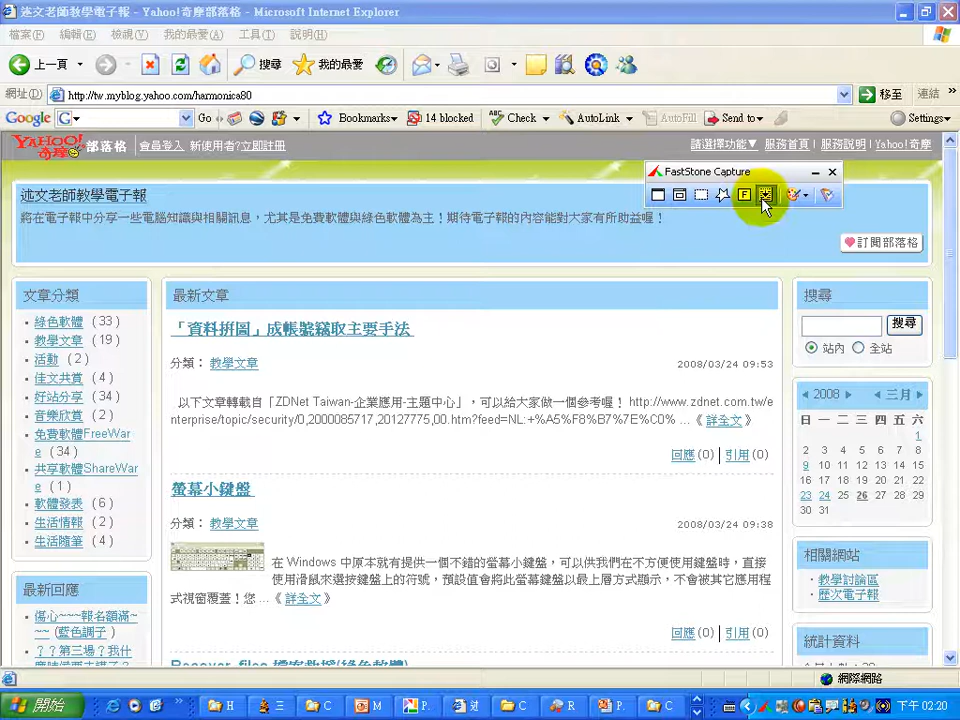 述文老師教學電子報 - Yahoo!奇摩部落格 - Microsoft Internet Explorer
檔案(F) 編輯(E) 檢視(V) 我的最愛(A) 工具(T) 說明(H)
上一頁 搜尋 我的最愛
網址(D) http://tw.myblog.yahoo.com/harmonica80 移至 連結 »
Google G Go Bookmarks 14 blocked Check AutoLink AutoFill Send to Settings
YAHOO! 奇摩 部落格 會員登入 新使用者?立即註冊 請選擇功能▼ 服務首頁 | 服務說明 | Yahoo!奇摩
FastStone Capture
述文老師教學電子報
將在電子報中分享一些電腦知識與相關訊息，尤其是免費軟體與綠色軟體為主！期待電子報的內容能對大家有所助益喔！
訂閱部落格
文章分類
綠色軟體 (33)
教學文章 (19)
活動 (2)
佳文共賞 (4)
好站分享 (34)
音樂欣賞 (2)
免費軟體FreeWar
e (34)
共享軟體ShareWar
e (1)
軟體發表 (6)
生活情報 (2)
生活隨筆 (4)
最新回應
傷心~~~報名額滿~
~~ (藍色調子)
？？第三場？我什
最新文章
「資料拼圖」成帳號竊取主要手法
分類： 教學文章 2008/03/24 09:53
以下文章轉載自「ZDNet Taiwan-企業應用-主題中心」，可以給大家做一個參考喔！ http://www.zdnet.com.tw/e
nterprise/topic/security/0,2000085717,20127775,00.htm?feed=NL:+%A5%F8%B7%7E%C0% ...《 詳全文 》
回應(0) | 引用(0)
螢幕小鍵盤
分類： 教學文章 2008/03/24 09:38
在 Windows 中原本就有提供一個不錯的螢幕小鍵盤，可以供我們在不方便使用鍵盤時，直接
使用滑鼠來選按鍵盤上的符號，預設值會將此螢幕鍵盤以最上層方式顯示，不會被其它應用程
式視窗覆蓋！您 ...《 詳全文 》
回應(0) | 引用(0)
搜尋
搜尋
站內 全站
2008 三月
日 一 二 三 四 五 六
1
2 3 4 5 6 7 8
9 10 11 12 13 14 15
16 17 18 19 20 21 22
23 24 25 26 27 28 29
30 31
相關網站
教學討論區
歷次電子報
統計資料
網際網路
開始 » H 三 C M P. 述 C R P. C 下午 02:20